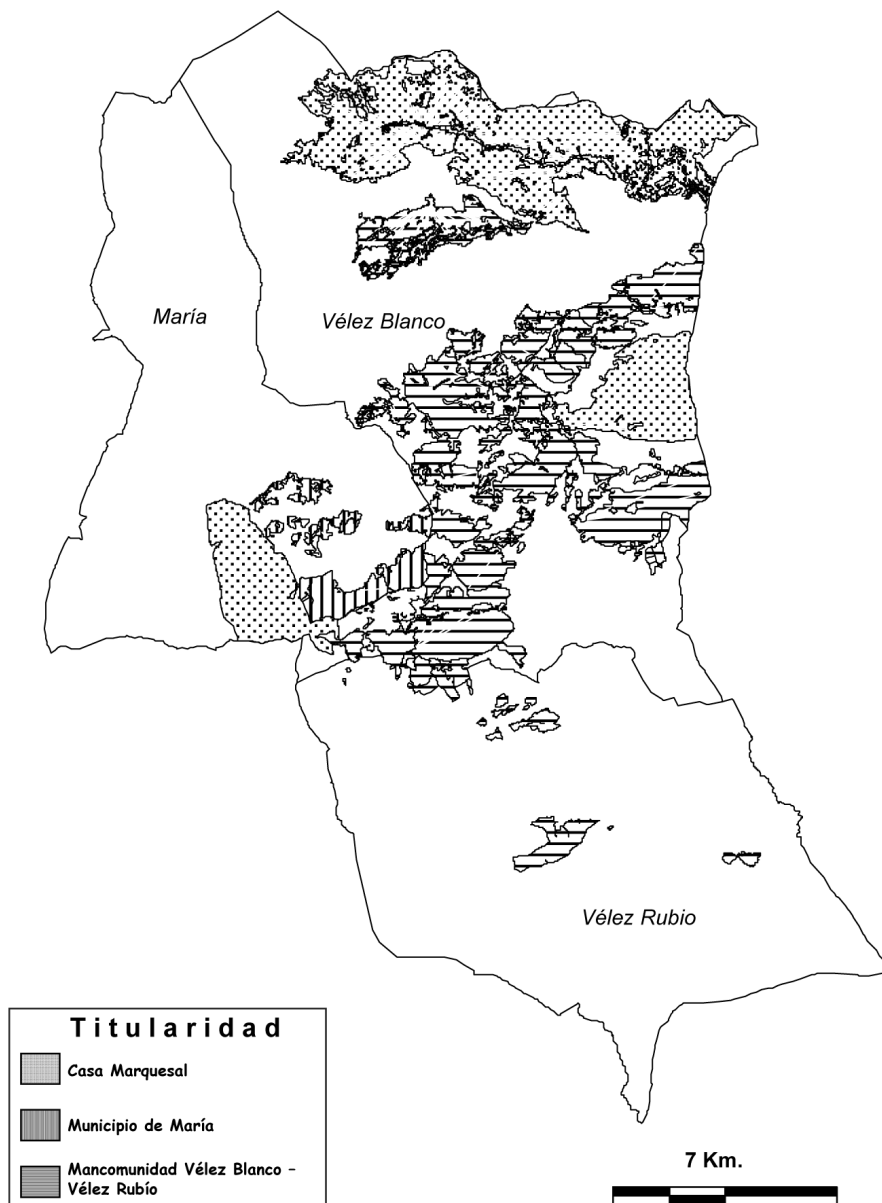 María
Vélez Blanco
Vélez Rubio
Titularidad
Casa Marquesal
Municipio de María
Mancomunidad Vélez Blanco -
Vélez Rubío
7 Km.